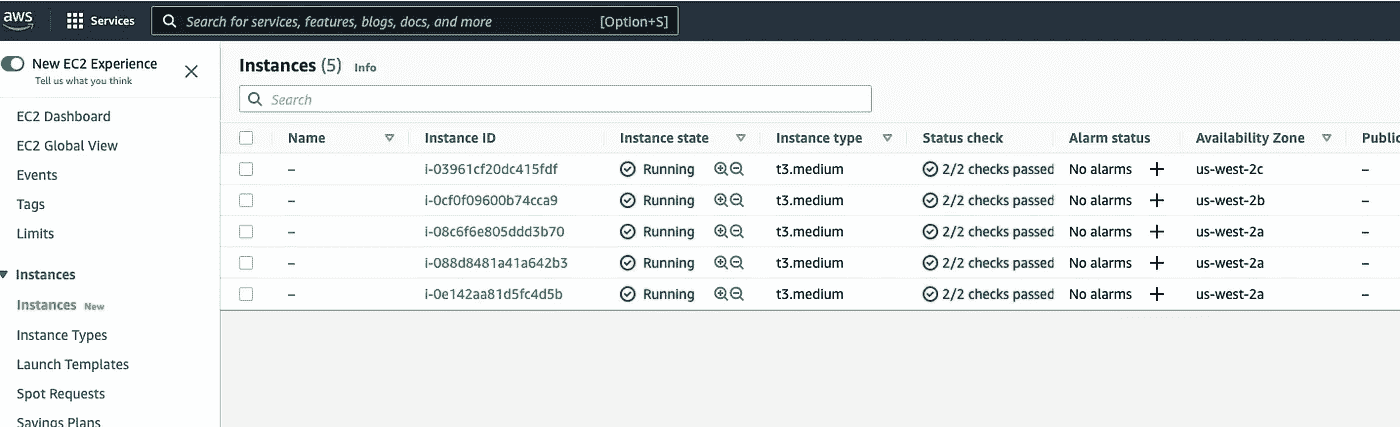 aws Services Search for services, features, blogs, docs, and more [Option+S]
New EC2 Experience
Tell us what you think
EC2 Dashboard
EC2 Global View
Events
Tags
Limits
Instances
Instances New
Instance Types
Launch Templates
Spot Requests
Savings Plans
Instances (5) Info
Search
Name Instance ID Instance state Instance type Status check Alarm status Availability Zone Public
– i-03961cf20dc415fdf Running t3.medium 2/2 checks passed No alarms + us-west-2c –
– i-0cf0f09600b74cca9 Running t3.medium 2/2 checks passed No alarms + us-west-2b –
– i-08c6f6e805ddd3b70 Running t3.medium 2/2 checks passed No alarms + us-west-2a –
– i-088d8481a41a642b3 Running t3.medium 2/2 checks passed No alarms + us-west-2a –
– i-0e142aa81d5fc4d5b Running t3.medium 2/2 checks passed No alarms + us-west-2a –